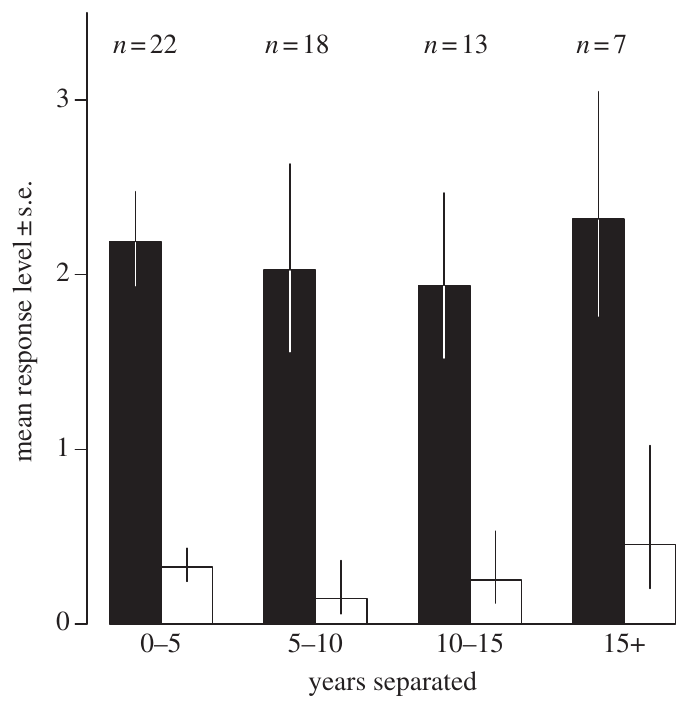 n = 22 n = 18 n = 13 n = 7
3
2
1
0
mean response level ± s.e.
0–5 5–10 10–15 15+
years separated